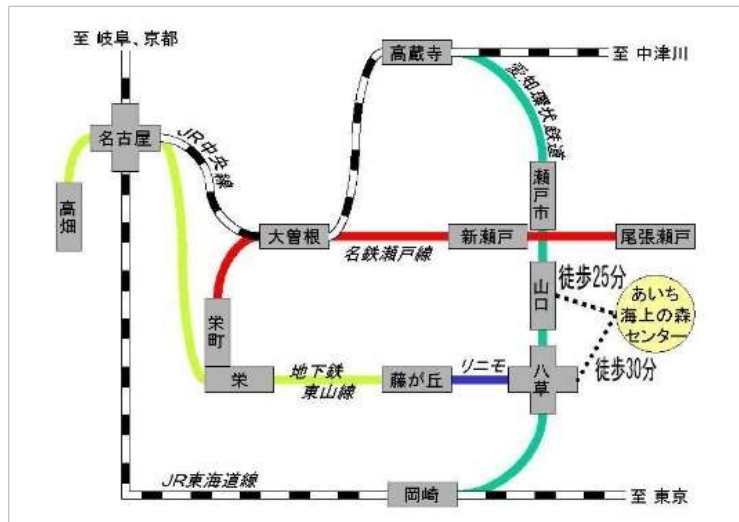 至 岐阜、京都
高蔵寺
至 中津川
愛知環状鉄道
名古屋
JR中央線
瀬戸市
高畑
大曽根
新瀬戸
尾張瀬戸
名鉄瀬戸線
山口
徒歩25分
あいち
海上の森
センター
栄町
地下鉄
東山線
栄
藤が丘
リニモ
八草
徒歩30分
JR東海道線
岡崎
至 東京